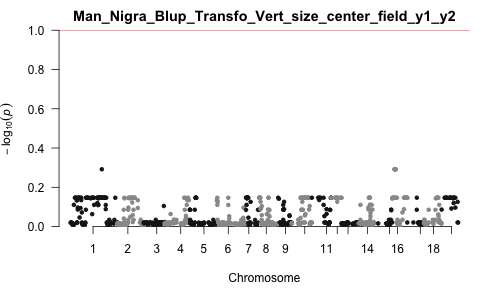 Man_Nigra_Blup_Transfo_Vert_size_center_field_y1_y2
1.0
0.8
0.6
0.4
0.2
0.0
− log10(p)
1 2 3 4 5 6 7 8 9 11 14 16 18
Chromosome